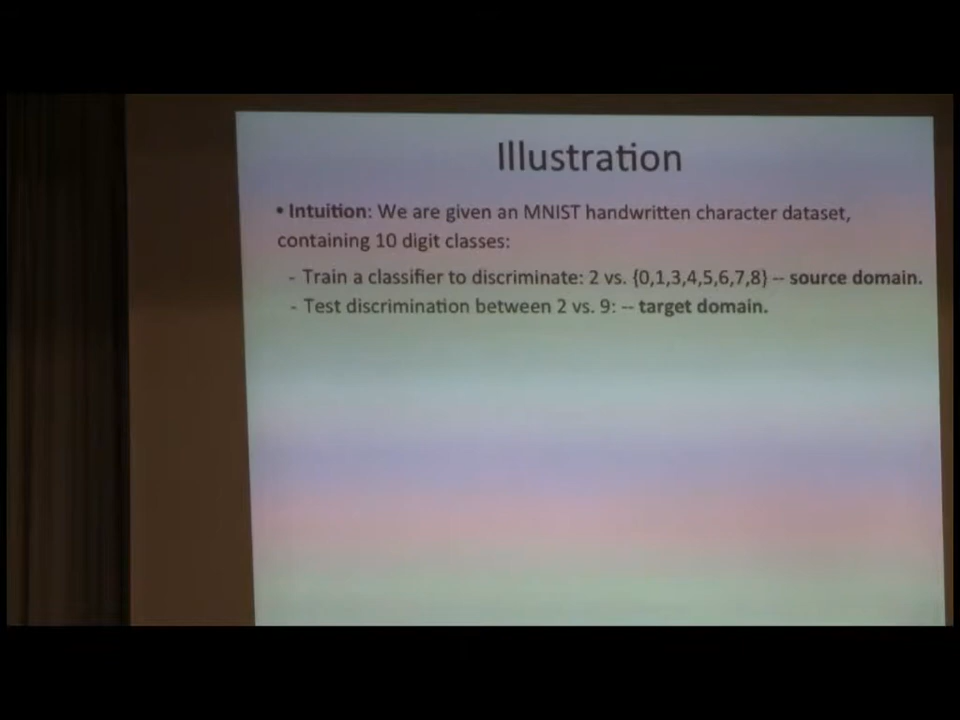 Illustration
• Intuition: We are given an MNIST handwritten character dataset,
containing 10 digit classes:
- Train a classifier to discriminate: 2 vs. {0,1,3,4,5,6,7,8} -- source domain.
- Test discrimination between 2 vs. 9: -- target domain.